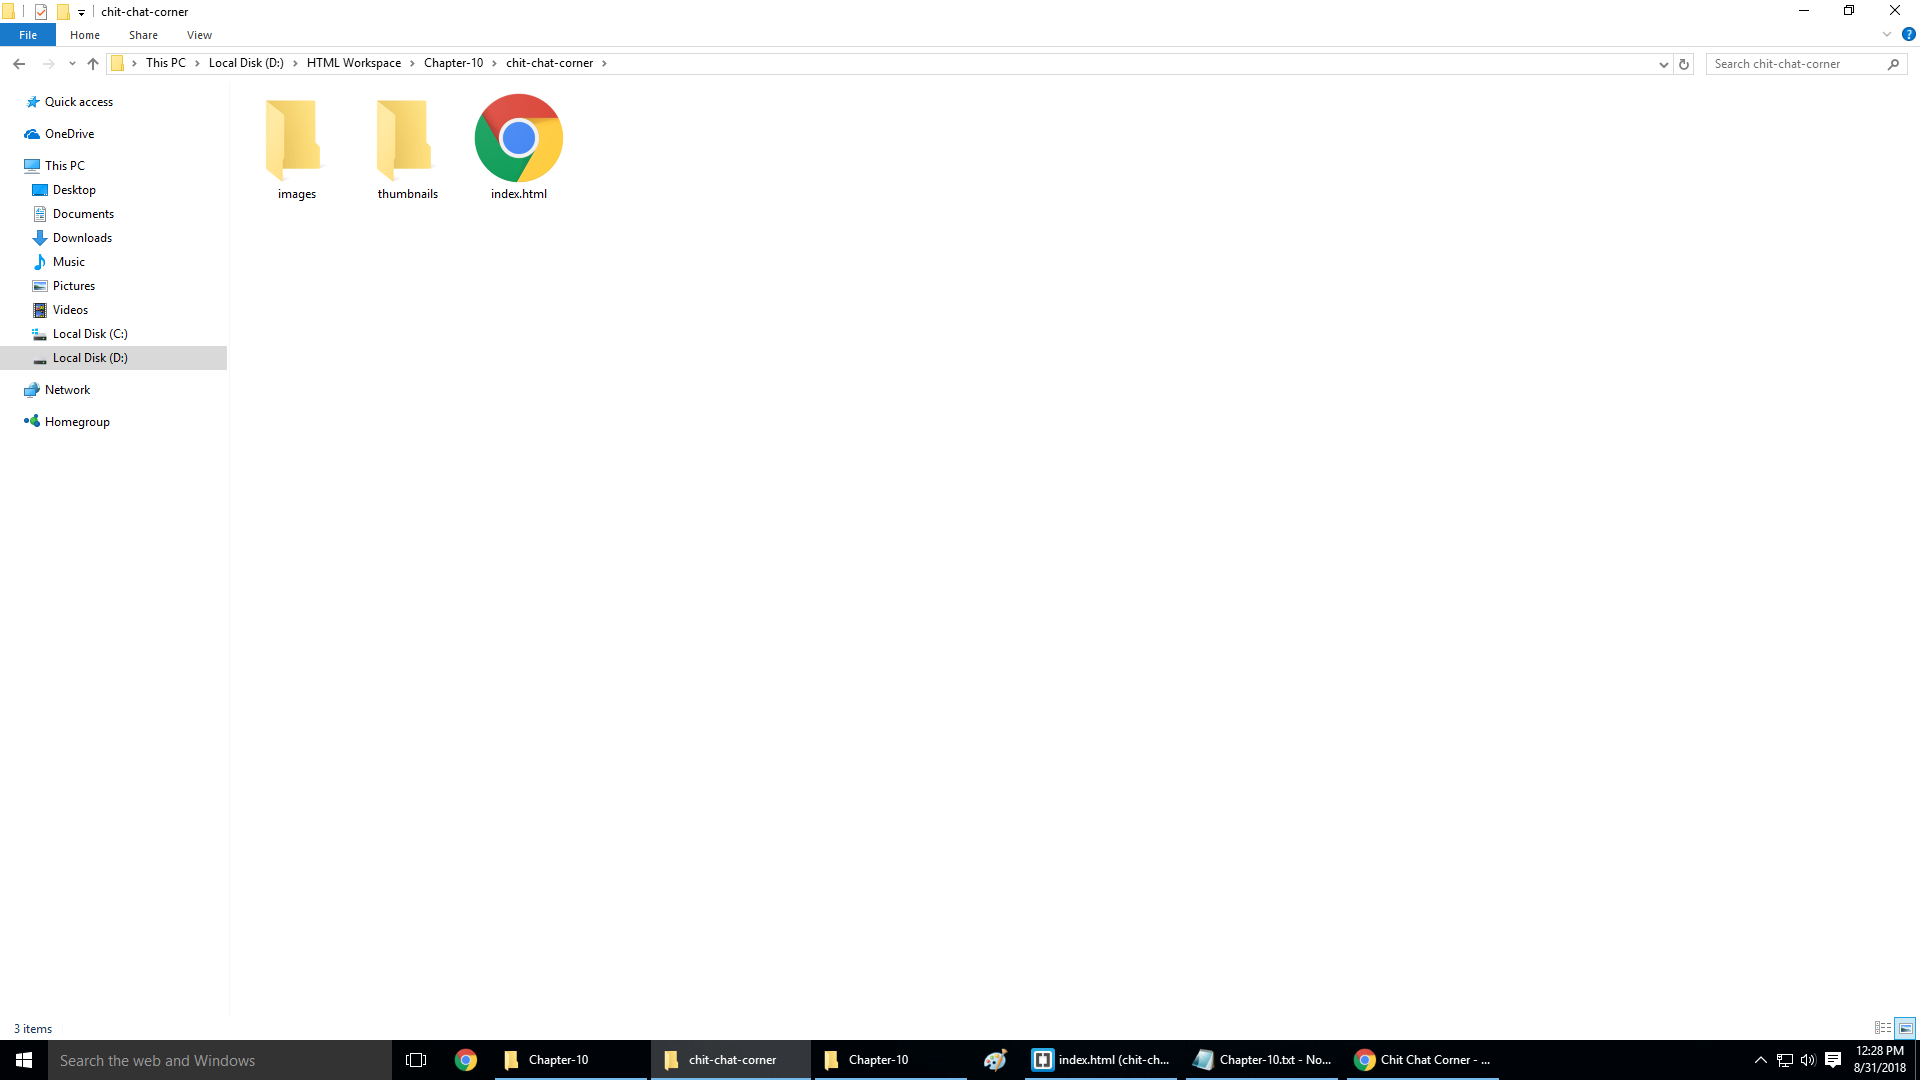 chit-chat-corner
File Home Share View
This PC Local Disk (D:) HTML Workspace Chapter-10 chit-chat-corner
Search chit-chat-corner
Quick access
OneDrive
This PC
Desktop
Documents
Downloads
Music
Pictures
Videos
Local Disk (C:)
Local Disk (D:)
Network
Homegroup
images thumbnails index.html
3 items
Search the web and Windows
Chapter-10
chit-chat-corner
Chapter-10
index.html (chit-ch...
Chapter-10.txt - No...
Chit Chat Corner - ...
12:28 PM
8/31/2018